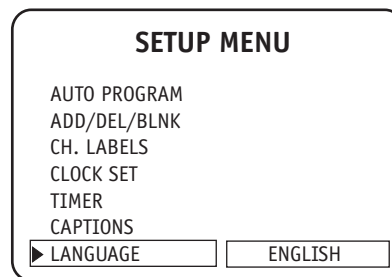 SETUP MENU
AUTO PROGRAM
ADD/DEL/BLNK
CH. LABELS
CLOCK SET
TIMER
CAPTIONS
LANGUAGE ENGLISH